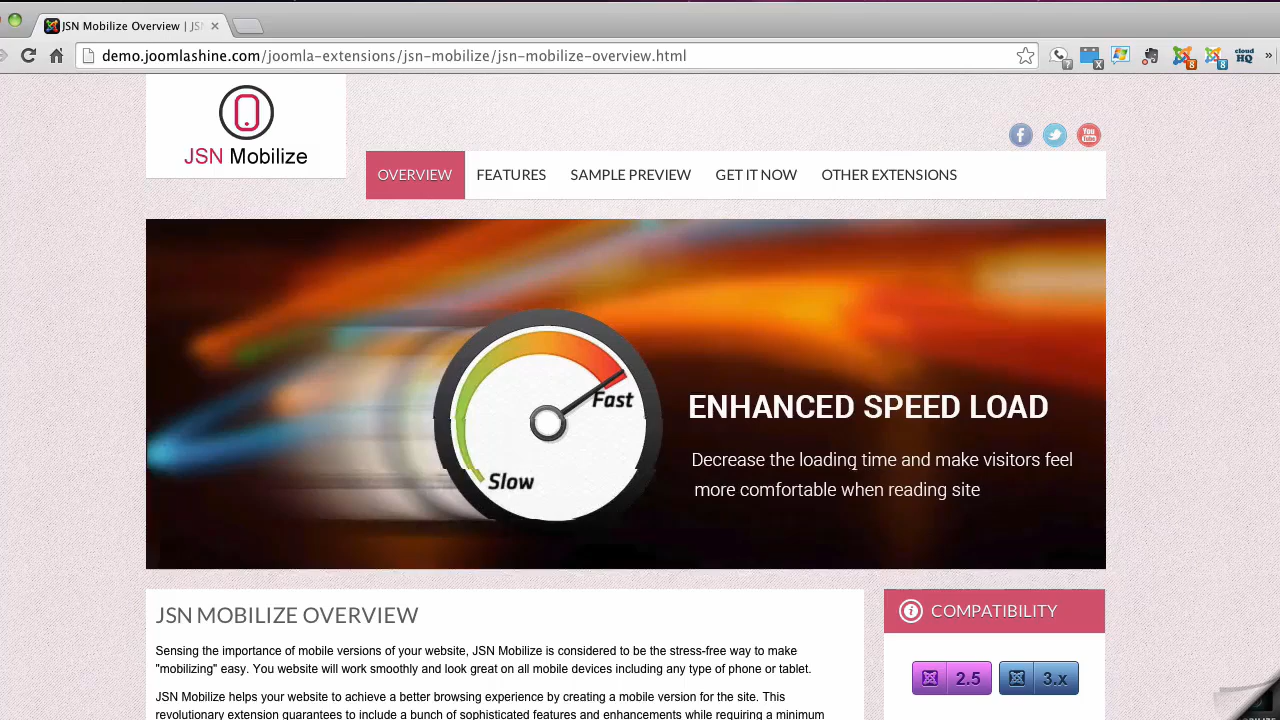 JSN Mobilize Overview | JS
demo.joomlashine.com/joomla-extensions/jsn-mobilize/jsn-mobilize-overview.html
? X 8 8 cloud HQ »
JSN Mobilize
f You Tube
OVERVIEW FEATURES SAMPLE PREVIEW GET IT NOW OTHER EXTENSIONS
Fast
Slow
ENHANCED SPEED LOAD
Decrease the loading time and make visitors feel
more comfortable when reading site
JSN MOBILIZE OVERVIEW
Sensing the importance of mobile versions of your website, JSN Mobilize is considered to be the stress-free way to make
"mobilizing" easy. You website will work smoothly and look great on all mobile devices including any type of phone or tablet.
JSN Mobilize helps your website to achieve a better browsing experience by creating a mobile version for the site. This
revolutionary extension guarantees to include a bunch of sophisticated features and enhancements while requiring a minimum
COMPATIBILITY
2.5 3.x